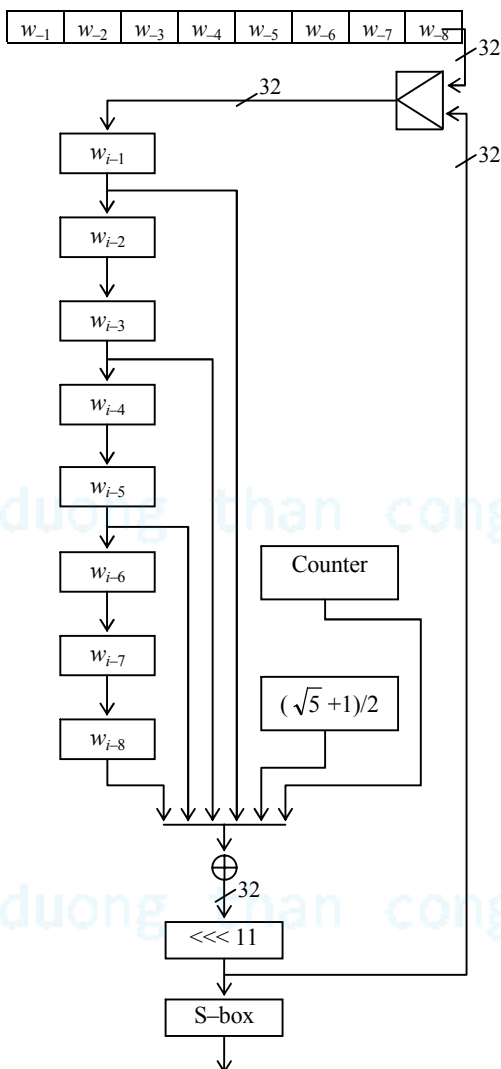 w–1 w–2 w–3 w–4 w–5 w–6 w–7 w–8
32
32
32
wi–1
wi–2
wi–3
wi–4
wi–5
duong than cong
wi–6
Counter
wi–7
(√5 +1)/2
wi–8
32
duong than cong
<<< 11
S–box